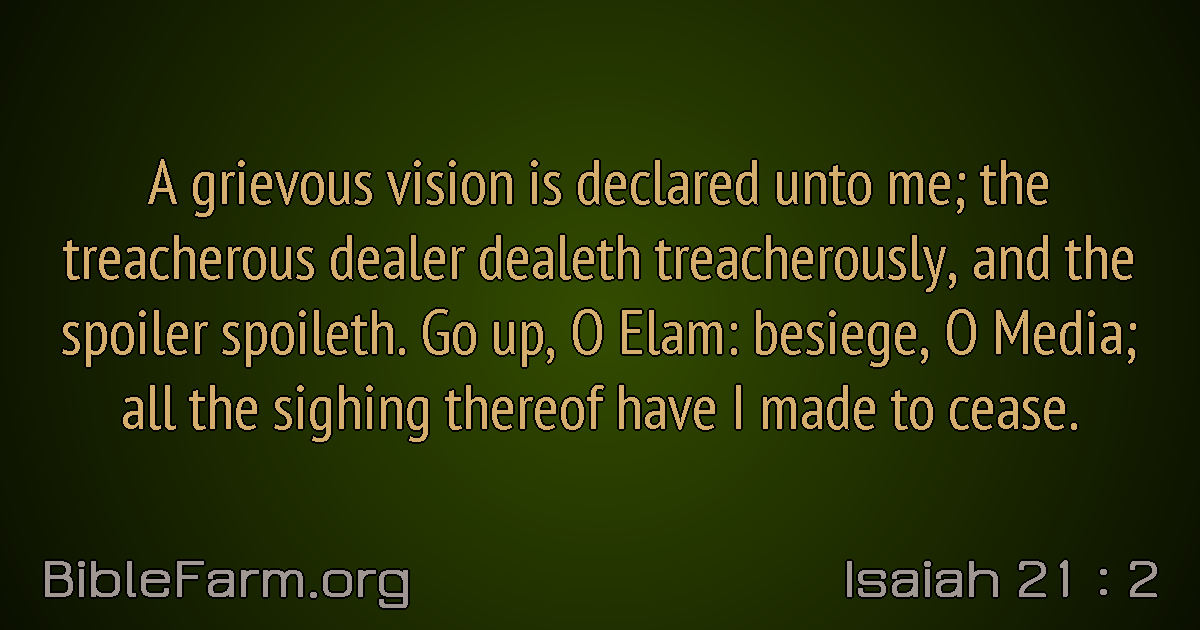 A grievous vision is declared unto me; the
treacherous dealer dealeth treacherously, and the
spoiler spoileth. Go up, O Elam: besiege, O Media;
all the sighing thereof have I made to cease.
BibleFarm.org
Isaiah 21 : 2